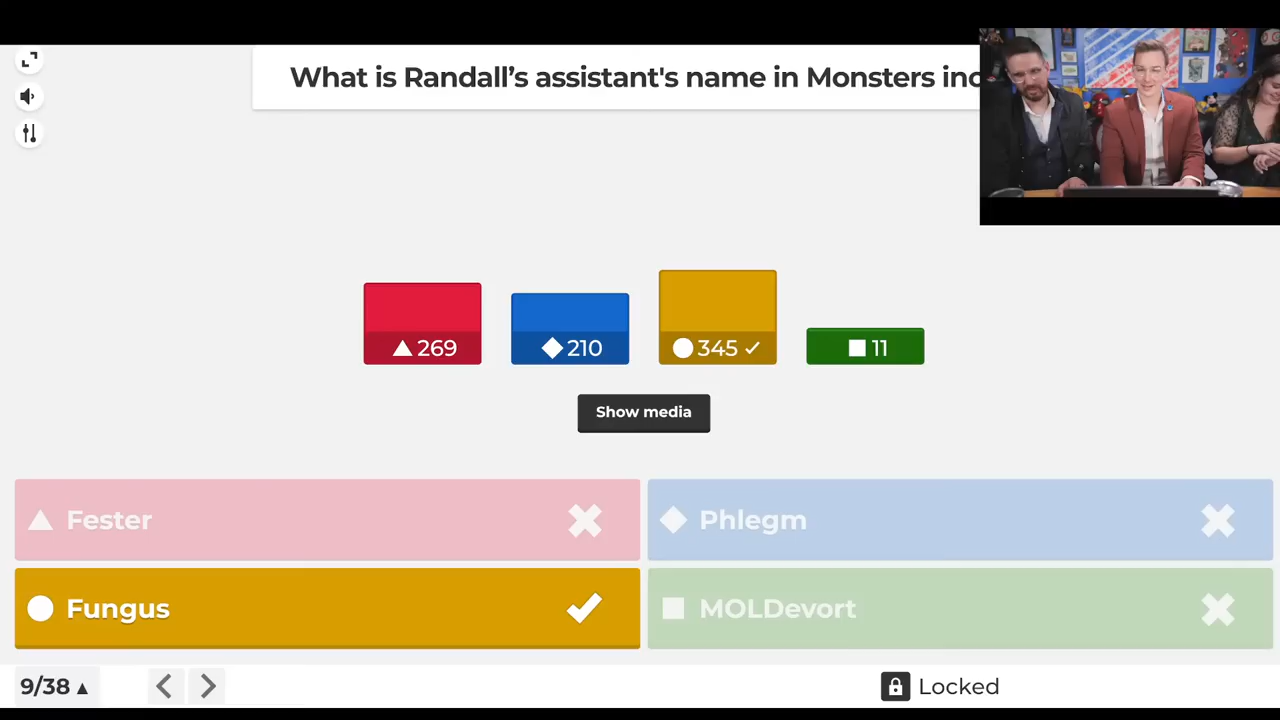 What is Randall’s assistant's name in Monsters inc
269
210
345
11
Show media
Fester
Phlegm
Fungus
MOLDevort
9/38
Locked